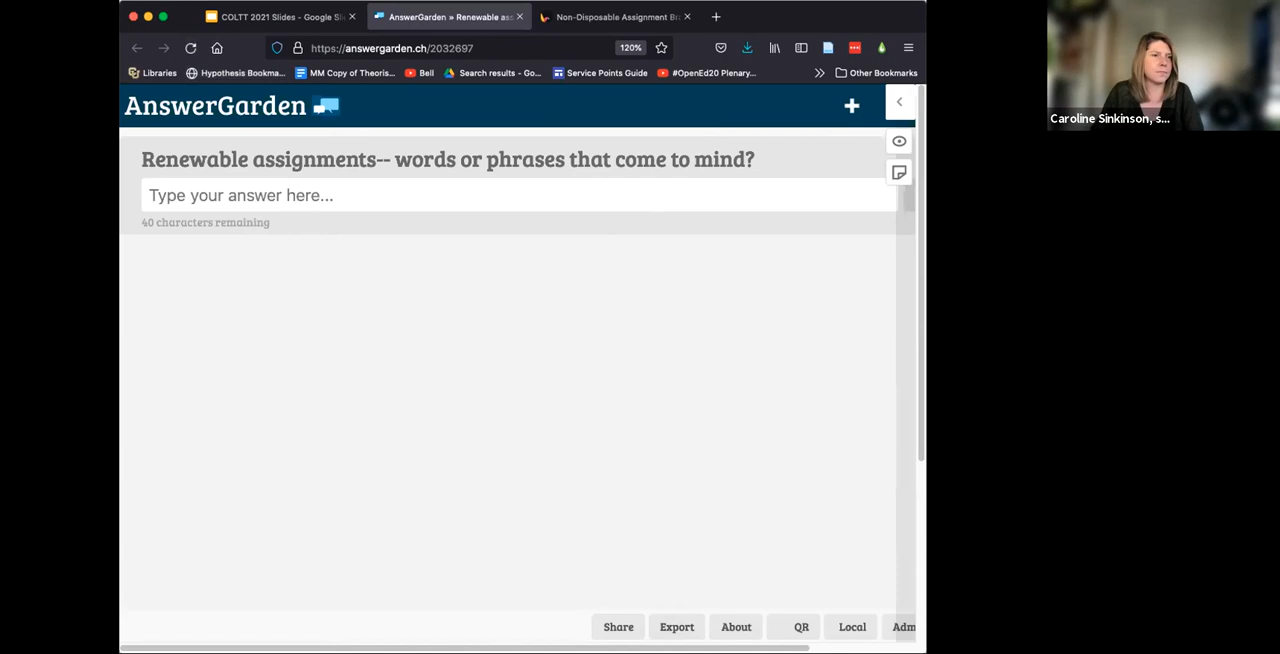 COLTT 2021 Slides - Google Sli
AnswerGarden » Renewable ass
Non-Disposable Assignment Bra
https://answergarden.ch/2032697
120%
Libraries
Hypothesis Bookma...
MM Copy of Theoris...
Bell
Search results - Go...
Service Points Guide
#OpenEd20 Plenary...
Other Bookmarks
AnswerGarden
Renewable assignments-- words or phrases that come to mind?
Type your answer here...
40 characters remaining
Share
Export
About
QR
Local
Adm
Caroline Sinkinson, s...